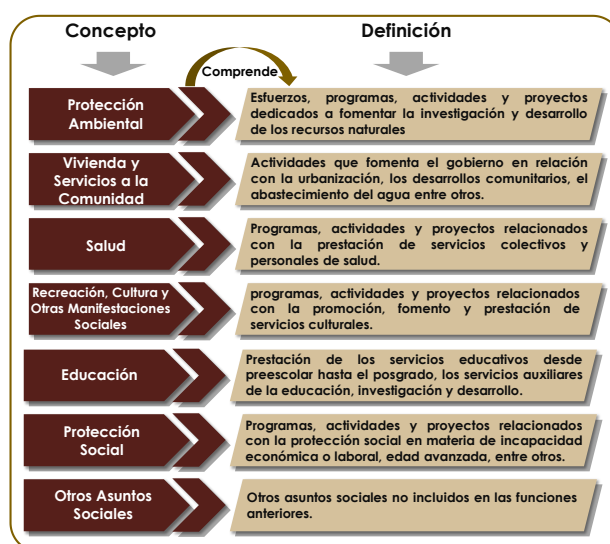 Concepto
Definición
Comprende
Protección
Ambiental
Esfuerzos, programas, actividades y proyectos
dedicados a fomentar la investigación y desarrollo
de los recursos naturales
Vivienda y
Servicios a la
Comunidad
Actividades que fomenta el gobierno en relación
con la urbanización, los desarrollos comunitarios, el
abastecimiento del agua entre otros.
Salud
Programas, actividades y proyectos relacionados
con la prestación de servicios colectivos y
personales de salud.
Recreación, Cultura y
Otras Manifestaciones
Sociales
programas, actividades y proyectos relacionados
con la promoción, fomento y prestación de
servicios culturales.
Educación
Prestación de los servicios educativos desde
preescolar hasta el posgrado, los servicios auxiliares
de la educación, investigación y desarrollo.
Protección
Social
Programas, actividades y proyectos relacionados
con la protección social en materia de incapacidad
económica o laboral, edad avanzada, entre otros.
Otros Asuntos
Sociales
Otros asuntos sociales no incluidos en las funciones
anteriores.